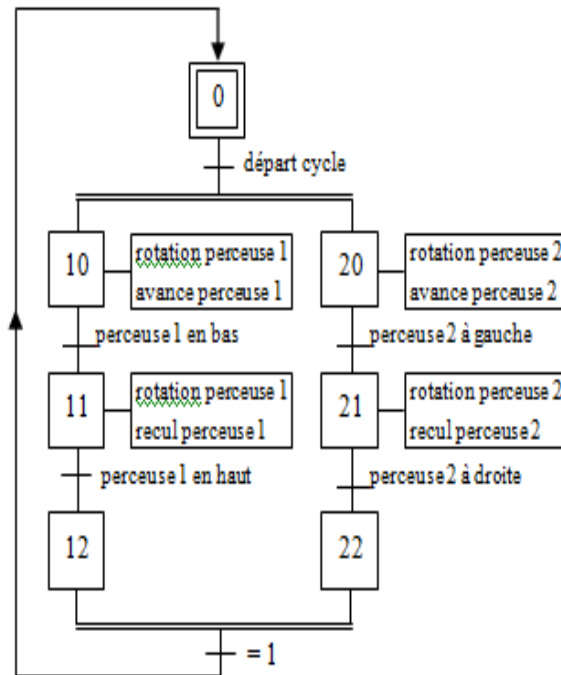 0
départ cycle
10
rotation perceuse 1
avance perceuse 1
20
rotation perceuse 2
avance perceuse 2
perceuse 1 en bas
perceuse 2 à gauche
11
rotation perceuse 1
recul perceuse 1
21
rotation perceuse 2
recul perceuse 2
perceuse 1 en haut
perceuse 2 à droite
12
22
= 1